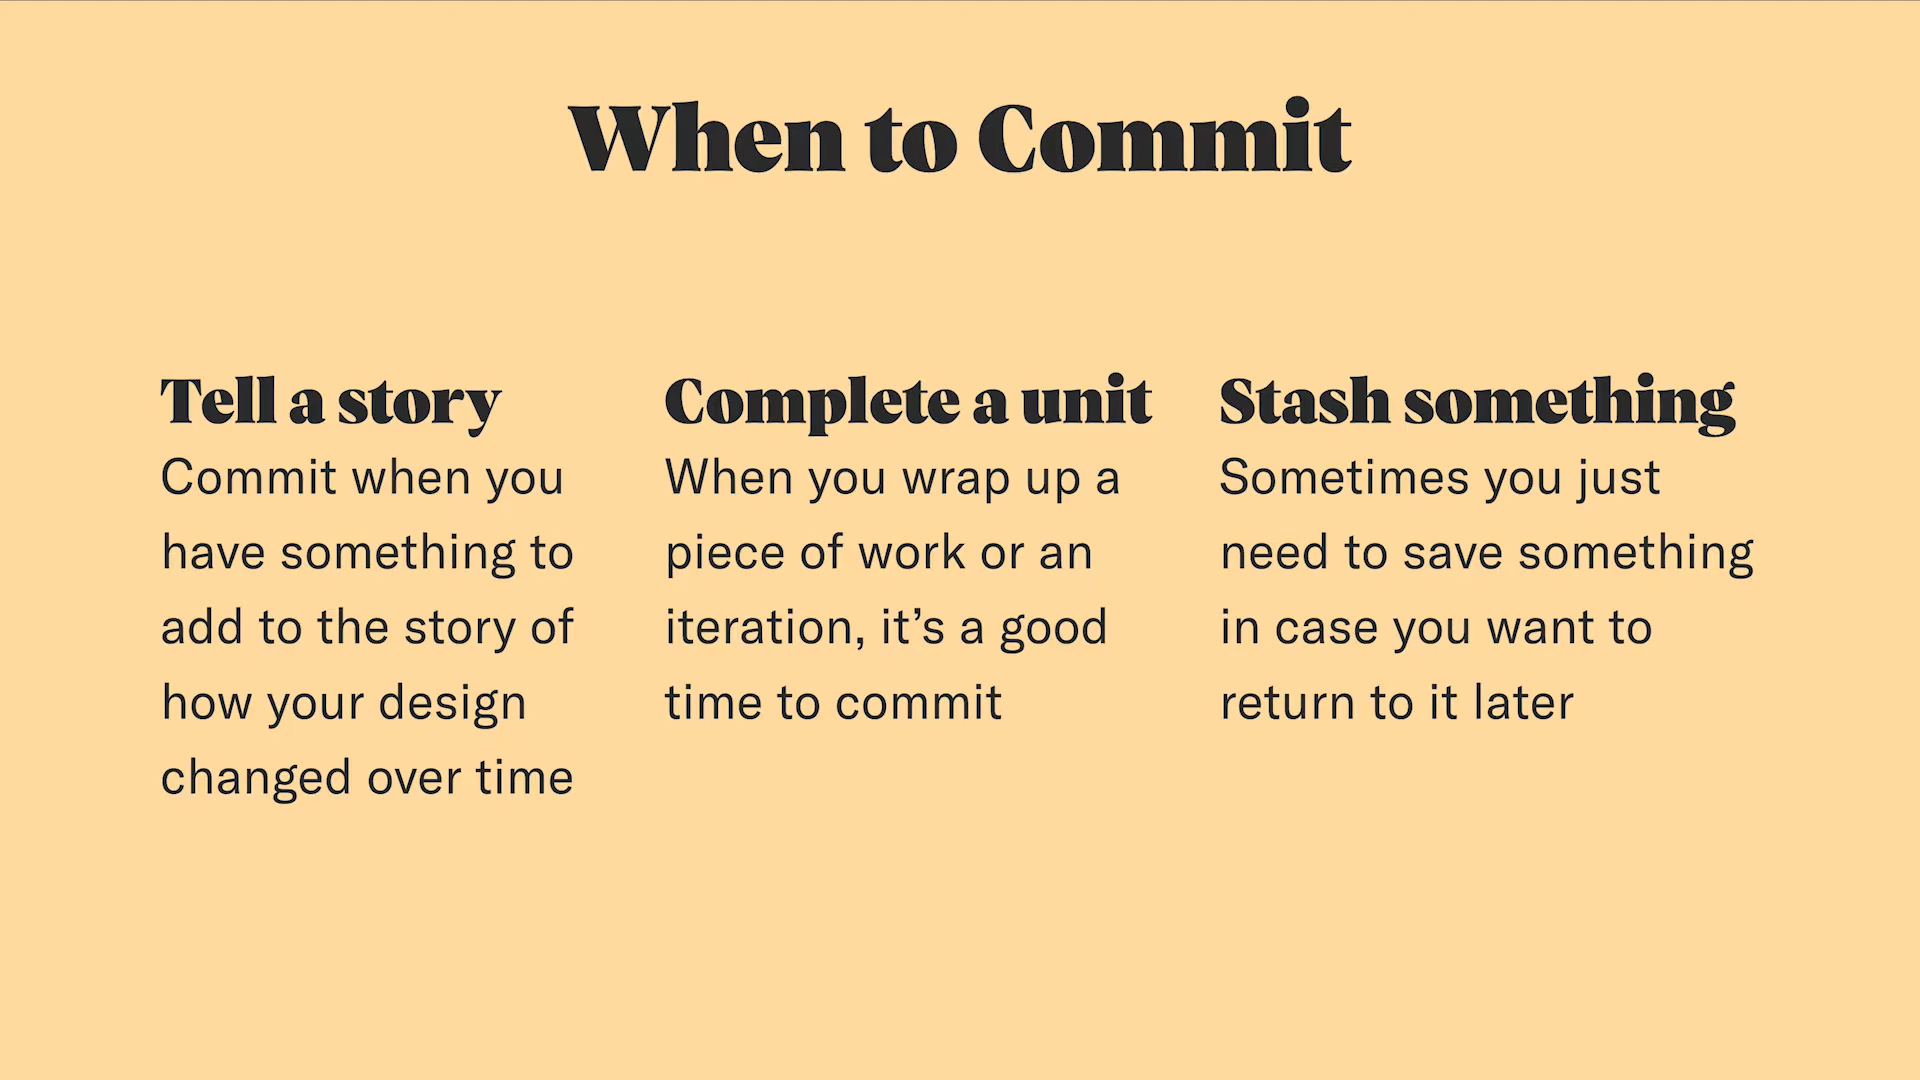 When to Commit
Tell a story
Commit when you
have something to
add to the story of
how your design
changed over time
Complete a unit
When you wrap up a
piece of work or an
iteration, it’s a good
time to commit
Stash something
Sometimes you just
need to save something
in case you want to
return to it later